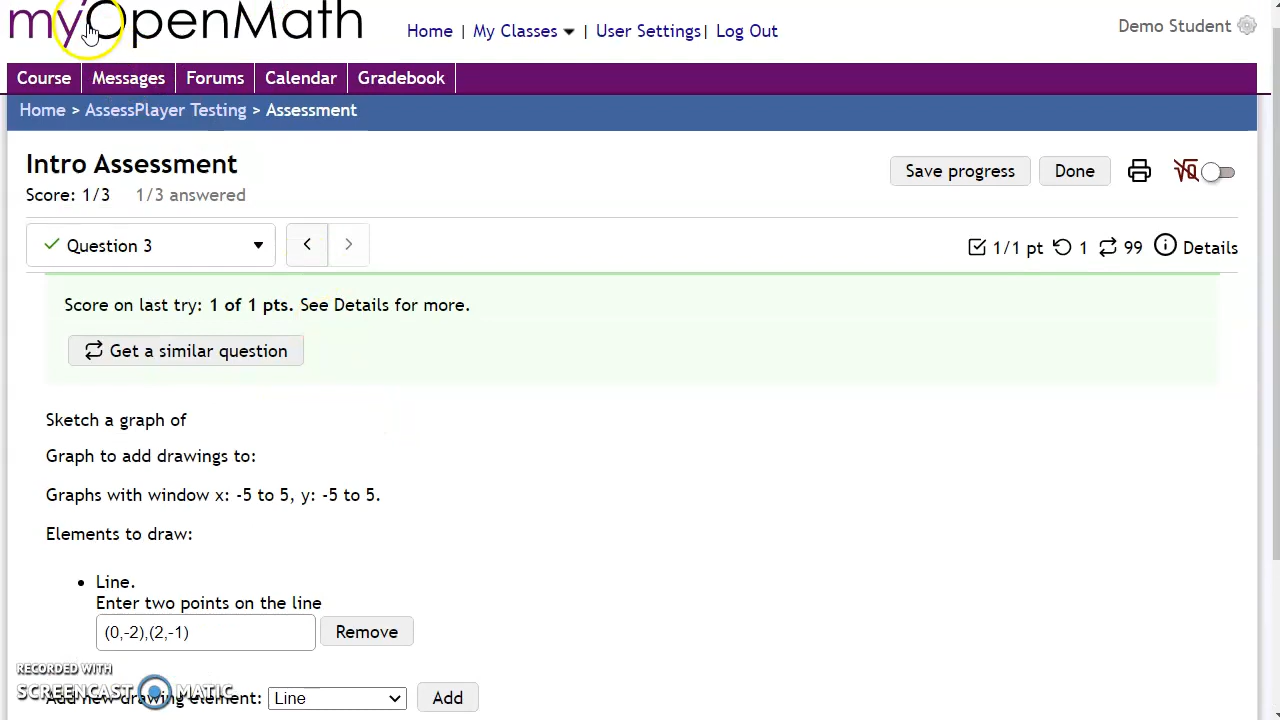 myOpenMath
Home | My Classes | User Settings | Log Out
Demo Student
Course Messages Forums Calendar Gradebook
Home > AssessPlayer Testing > Assessment
Intro Assessment
Save progress Done
Score: 1/3 1/3 answered
Question 3
1/1 pt 1 99 Details
Score on last try: 1 of 1 pts. See Details for more.
Get a similar question
Sketch a graph of
Graph to add drawings to:
Graphs with window x: -5 to 5, y: -5 to 5.
Elements to draw:
• Line.
Enter two points on the line
(0,-2),(2,-1) Remove
RECORDED WITH
SCREENCAST MATIC
Add new drawing element: Line Add